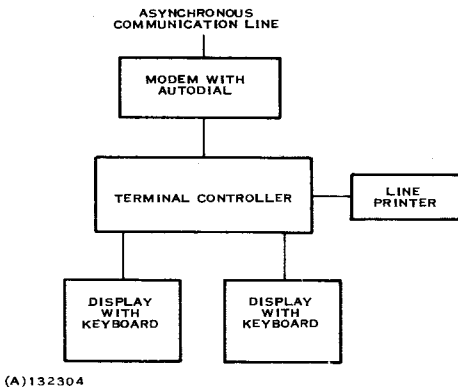 ASYNCHRONOUS
COMMUNICATION LINE
MODEM WITH
AUTODIAL
TERMINAL CONTROLLER
LINE
PRINTER
DISPLAY
WITH
KEYBOARD
DISPLAY
WITH
KEYBOARD
(A)132304